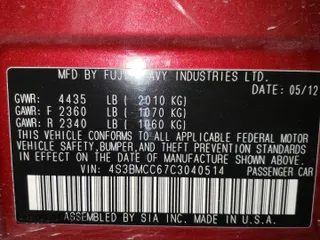 MFD. BY FUJI HEAVY INDUSTRIES LTD.
DATE: 05/12
GVWR: 4435 LB ( 2010 KG)
GAWR: F 2360 LB ( 1070 KG)
GAWR: R 2340 LB ( 1060 KG)
THIS VEHICLE CONFORMS TO ALL APPLICABLE FEDERAL MOTOR
VEHICLE SAFETY, BUMPER, AND THEFT PREVENTION STANDARDS
IN EFFECT ON THE DATE OF MANUFACTURE SHOWN ABOVE.
VIN: 4S3BMCC67C3040514 PASSENGER CAR
ASSEMBLED BY SIA INC. MADE IN U.S.A.